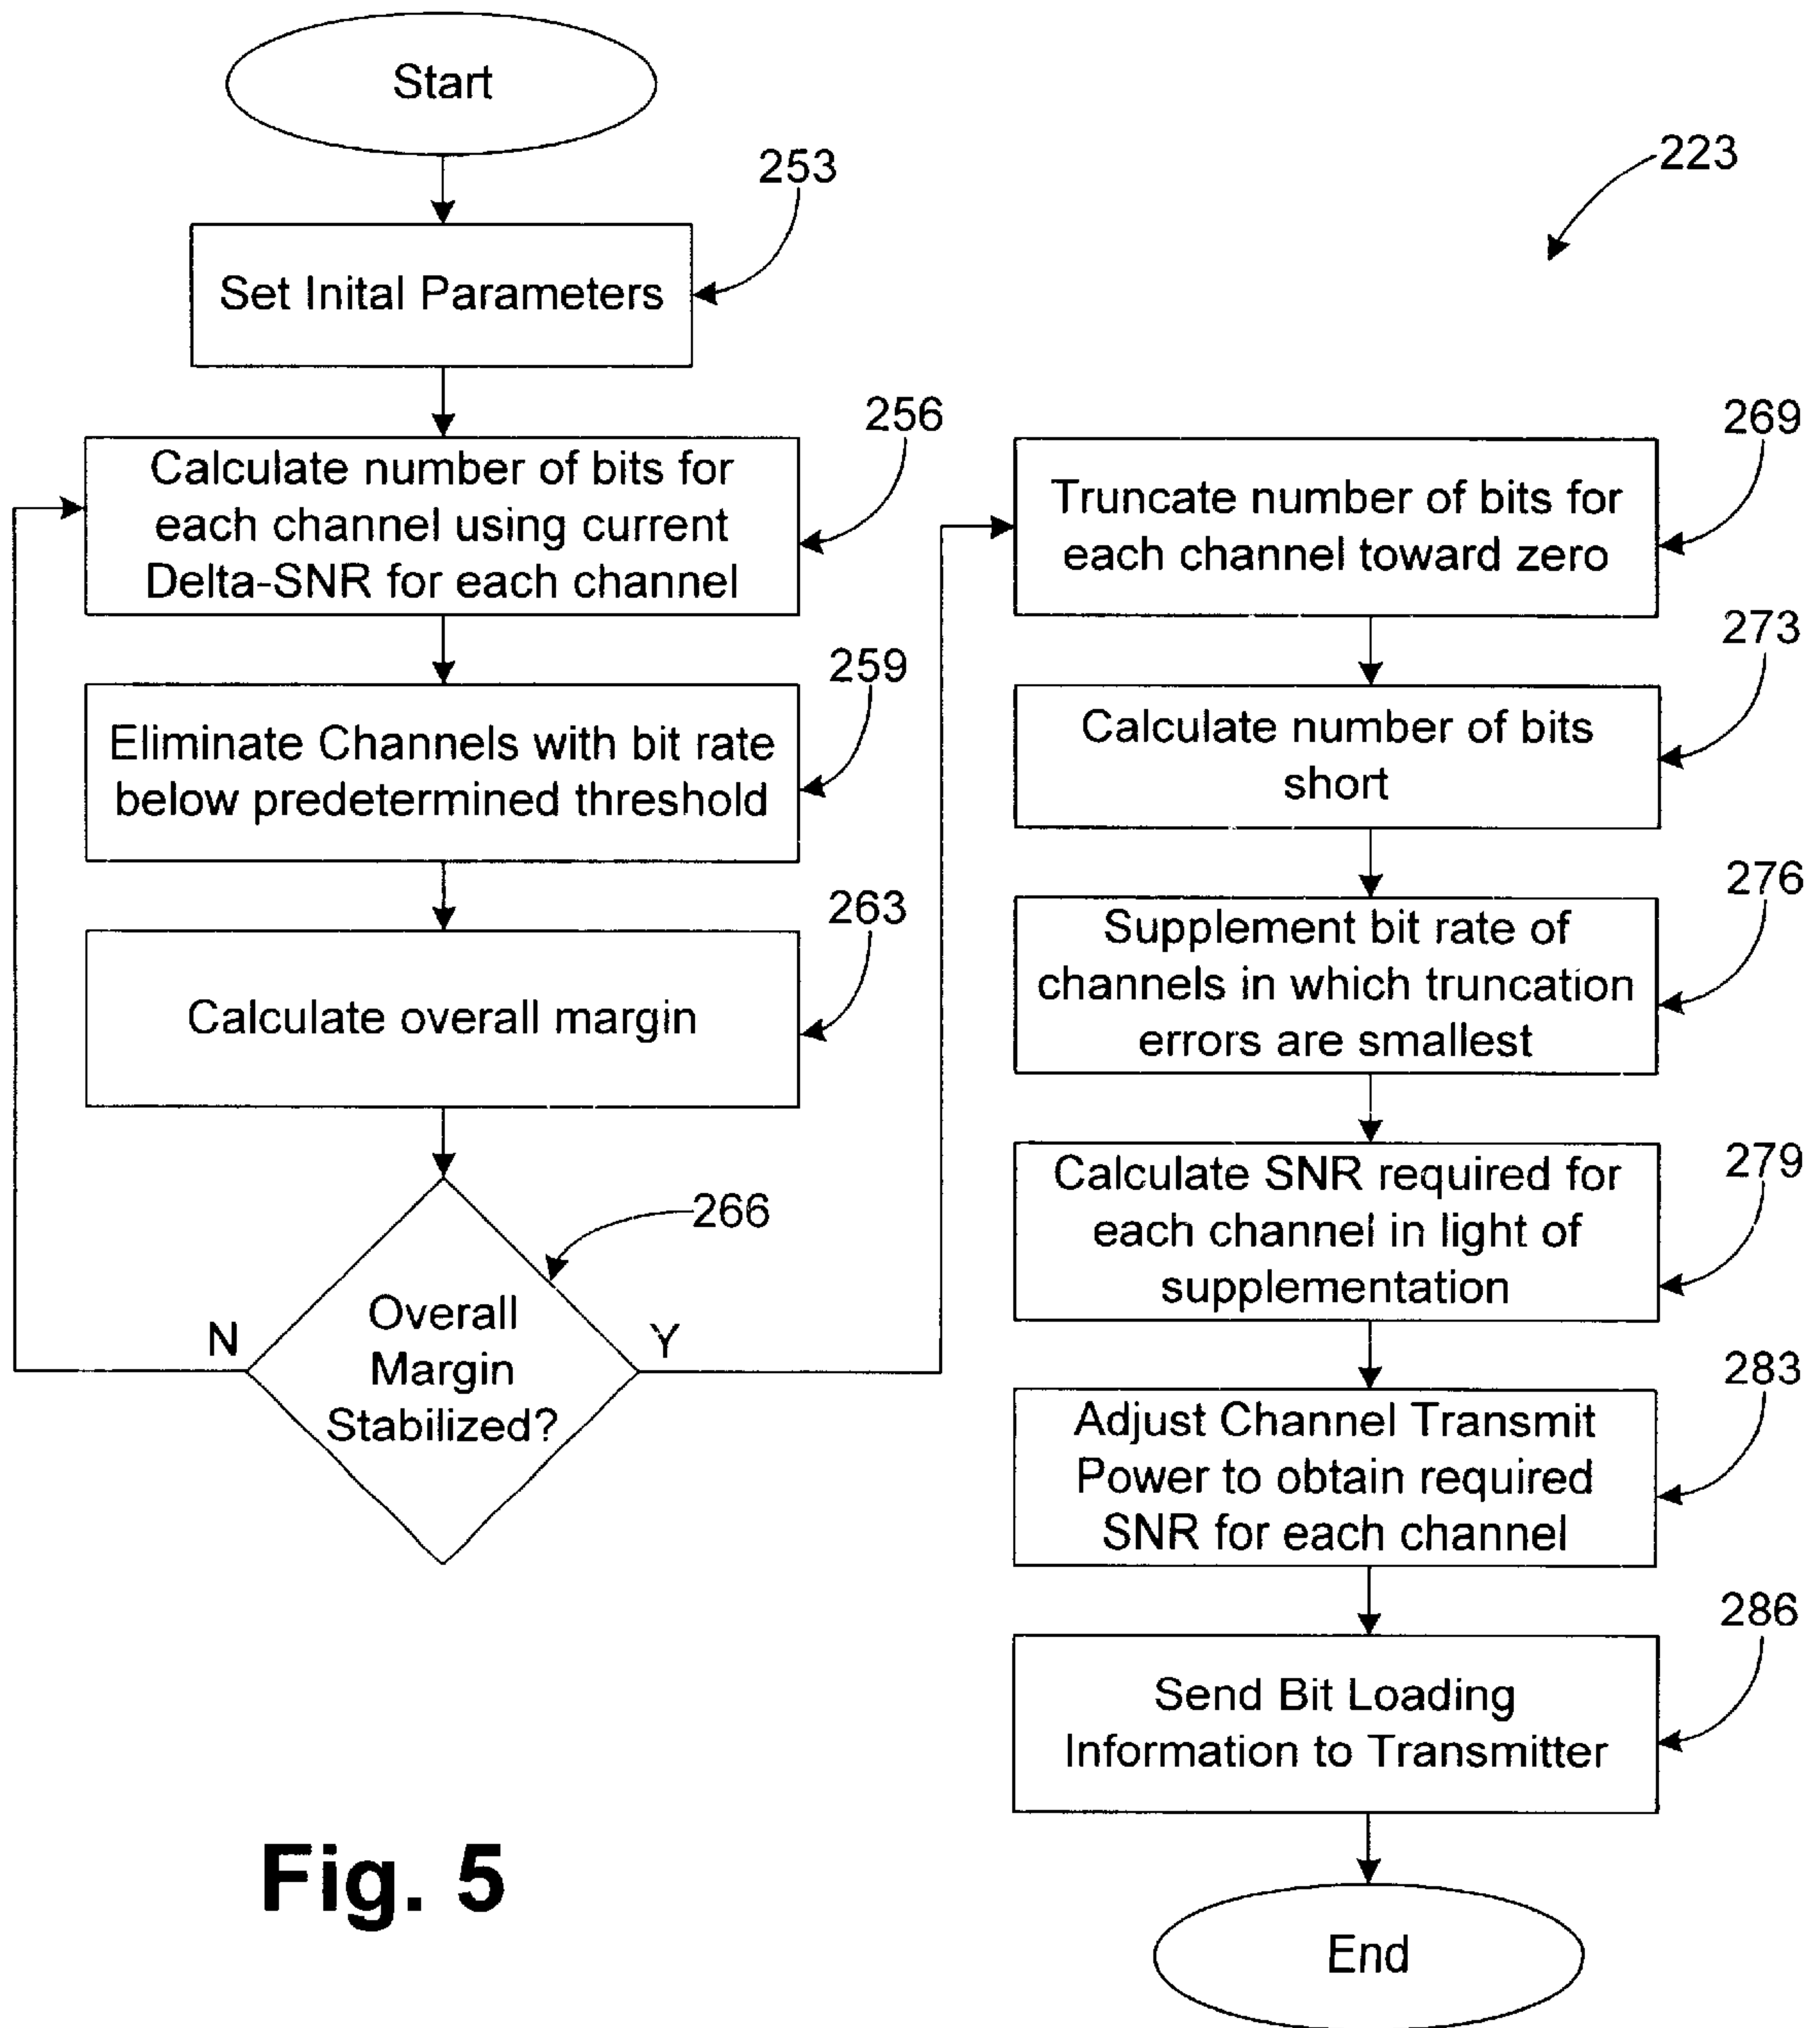 Start
253
223
Set Inital Parameters
256
Calculate number of bits for
each channel using current
Delta-SNR for each channel
259
Eliminate Channels with bit rate
below predetermined threshold
263
Calculate overall margin
266
Overall
Margin
Stabilized?
N
Y
269
Truncate number of bits for
each channel toward zero
273
Calculate number of bits
short
276
Supplement bit rate of
channels in which truncation
errors are smallest
279
Calculate SNR required for
each channel in light of
supplementation
283
Adjust Channel Transmit
Power to obtain required
SNR for each channel
286
Send Bit Loading
Information to Transmitter
End
Fig. 5